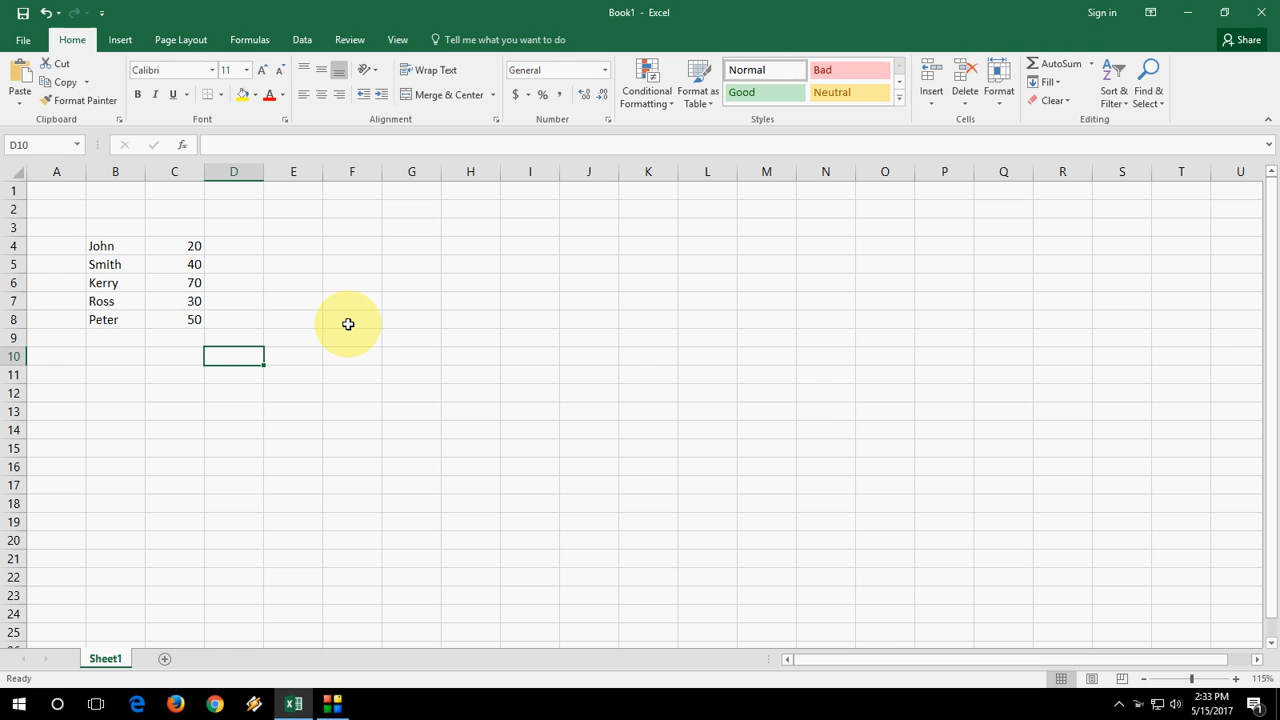 Book1 - Excel
Sign in
File Home Insert Page Layout Formulas Data Review View Tell me what you want to do Share
Paste
Cut
Copy
Format Painter
Clipboard
Calibri 11
B I U
Font
Wrap Text
Merge & Center
Alignment
General
$ % ,
Number
Conditional Formatting
Format as Table
Normal Bad
Good Neutral
Styles
Insert Delete Format
Cells
AutoSum
Fill
Clear
Sort & Filter
Find & Select
Editing
D10 fx
A B C D E F G H I J K L M N O P Q R S T U
1
2
3
4 John 20
5 Smith 40
6 Kerry 70
7 Ross 30
8 Peter 50
9
10
11
12
13
14
15
16
17
18
19
20
21
22
23
24
25
Sheet1
Ready 115%
2:33 PM
5/15/2017